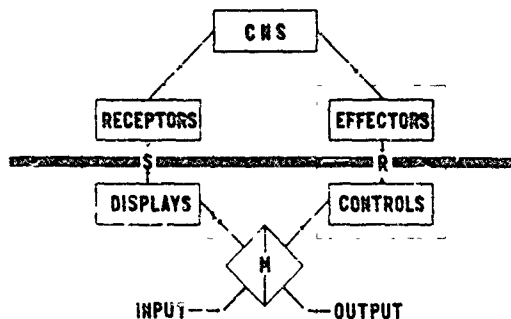 CNS
RECEPTORS EFFECTORS
S R
DISPLAYS CONTROLS
M
INPUT OUTPUT